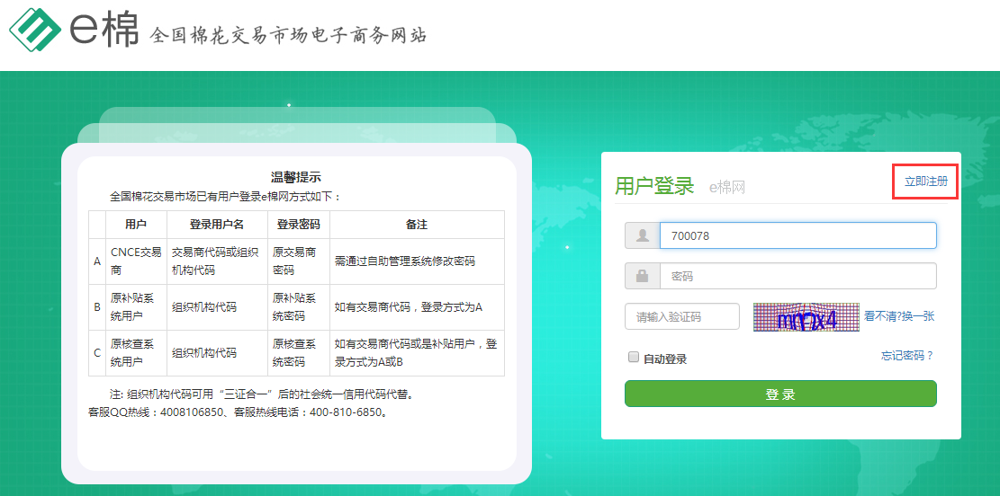 e棉 全国棉花交易市场电子商务网站
温馨提示
全国棉花交易市场已有用户登录e棉网方式如下：
用户 登录用户名 登录密码 备注
A CNCE交易商 交易商代码或组织机构代码 原交易商密码 需通过自助管理系统修改密码
B 原补贴系统用户 组织机构代码 原补贴系统密码 如有交易商代码，登录方式为A
C 原核查系统用户 组织机构代码 原核查系统密码 如有交易商代码或是补贴用户，登录方式为A或B
注: 组织机构代码可用“三证合一”后的社会统一信用代码代替。
客服QQ热线：4008106850、客服热线电话：400-810-6850。
用户登录 e棉网
立即注册
700078
密码
请输入验证码 看不清?换一张
自动登录 忘记密码？
登 录